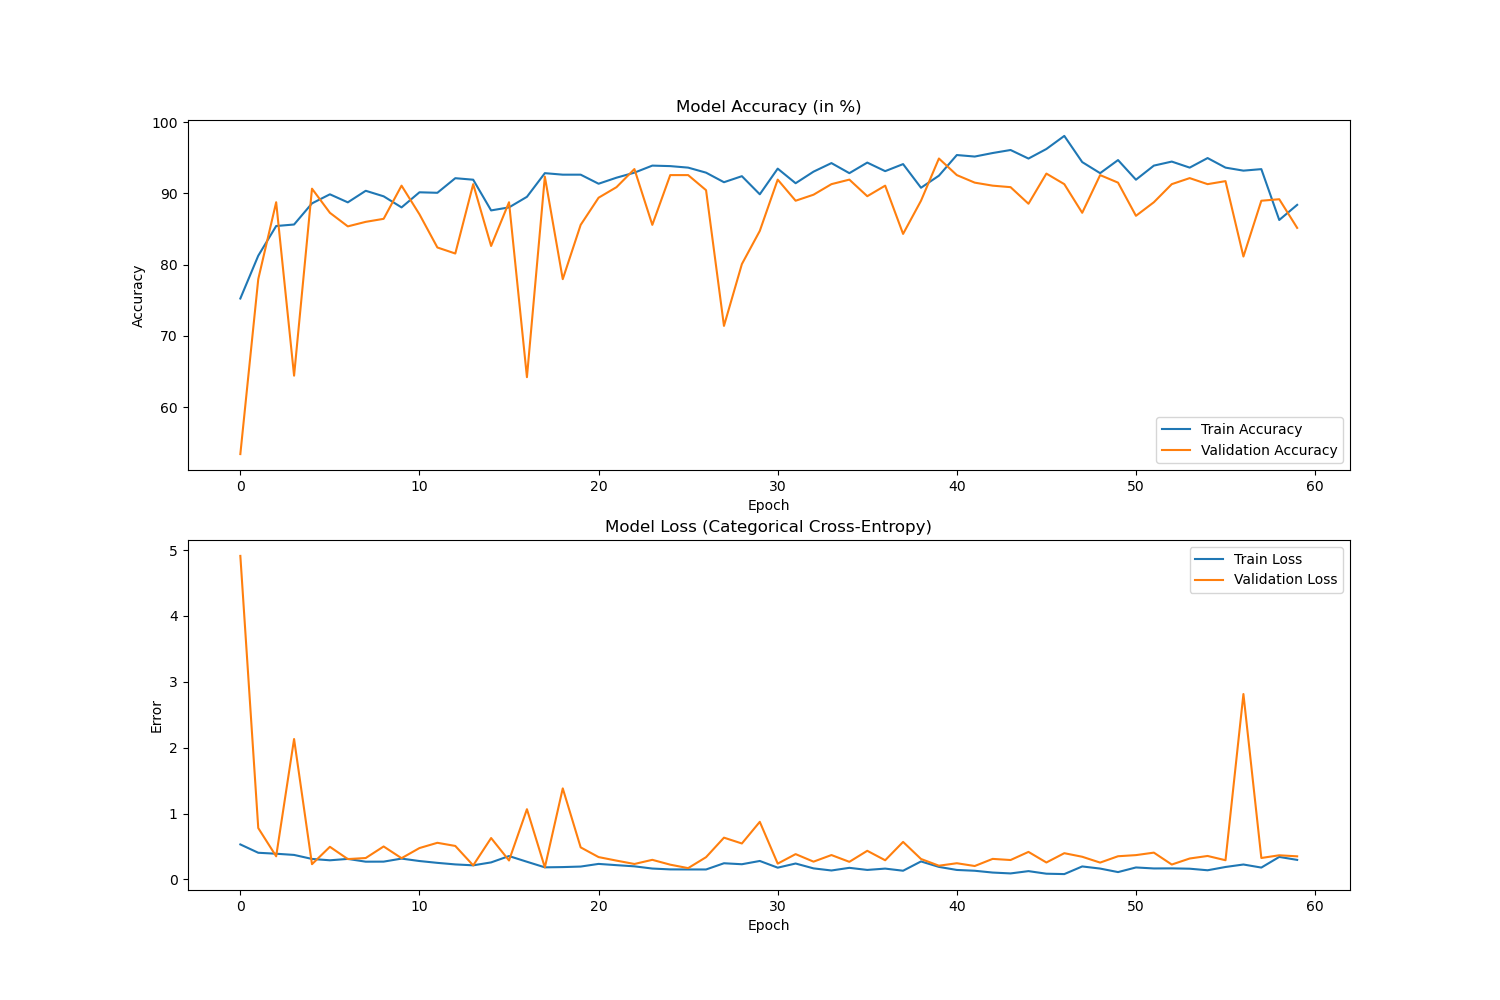 Model Accuracy (in %)
100
90
80
70
60
Accuracy
Train Accuracy
Validation Accuracy
0 10 20 30 40 50 60
Epoch
Model Loss (Categorical Cross-Entropy)
5
4
3
2
1
0
Error
Train Loss
Validation Loss
0 10 20 30 40 50 60
Epoch